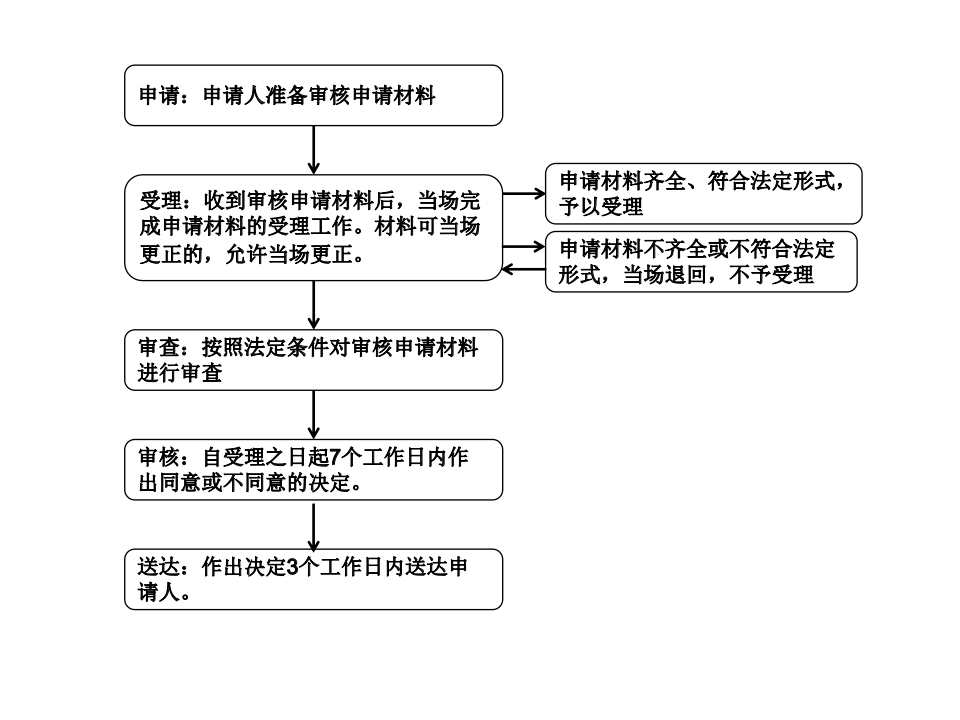 申请：申请人准备审核申请材料
受理：收到审核申请材料后，当场完
成申请材料的受理工作。材料可当场
更正的，允许当场更正。
申请材料齐全、符合法定形式，
予以受理
申请材料不齐全或不符合法定
形式，当场退回，不予受理
审查：按照法定条件对审核申请材料
进行审查
审核：自受理之日起7个工作日内作
出同意或不同意的决定。
送达：作出决定3个工作日内送达申
请人。